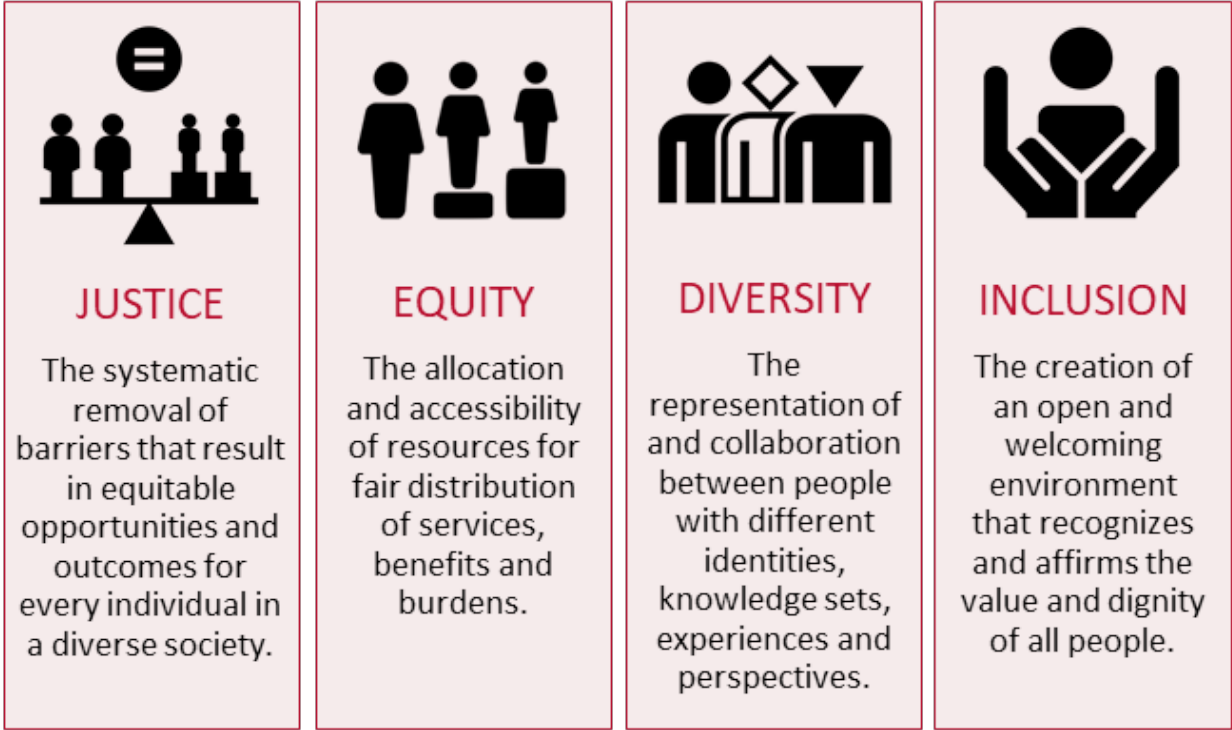 JUSTICE
The systematic
removal of
barriers that result
in equitable
opportunities and
outcomes for
every individual in
a diverse society.
EQUITY
The allocation
and accessibility
of resources for
fair distribution
of services,
benefits and
burdens.
DIVERSITY
The
representation of
and collaboration
between people
with different
identities,
knowledge sets,
experiences and
perspectives.
INCLUSION
The creation of
an open and
welcoming
environment
that recognizes
and affirms the
value and dignity
of all people.